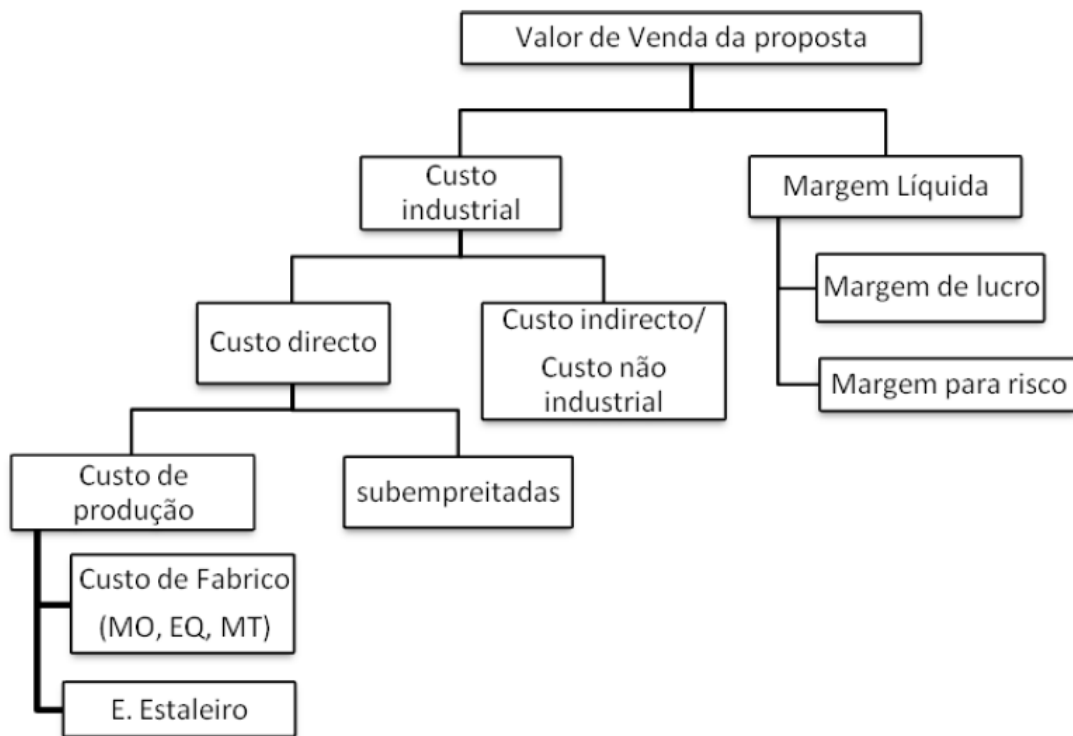 Valor de Venda da proposta
Custo
industrial
Margem Líquida
Margem de lucro
Custo directo
Custo indirecto/
Custo não
industrial
Margem para risco
Custo de
produção
subempreitadas
Custo de Fabrico
(MO, EQ, MT)
E. Estaleiro